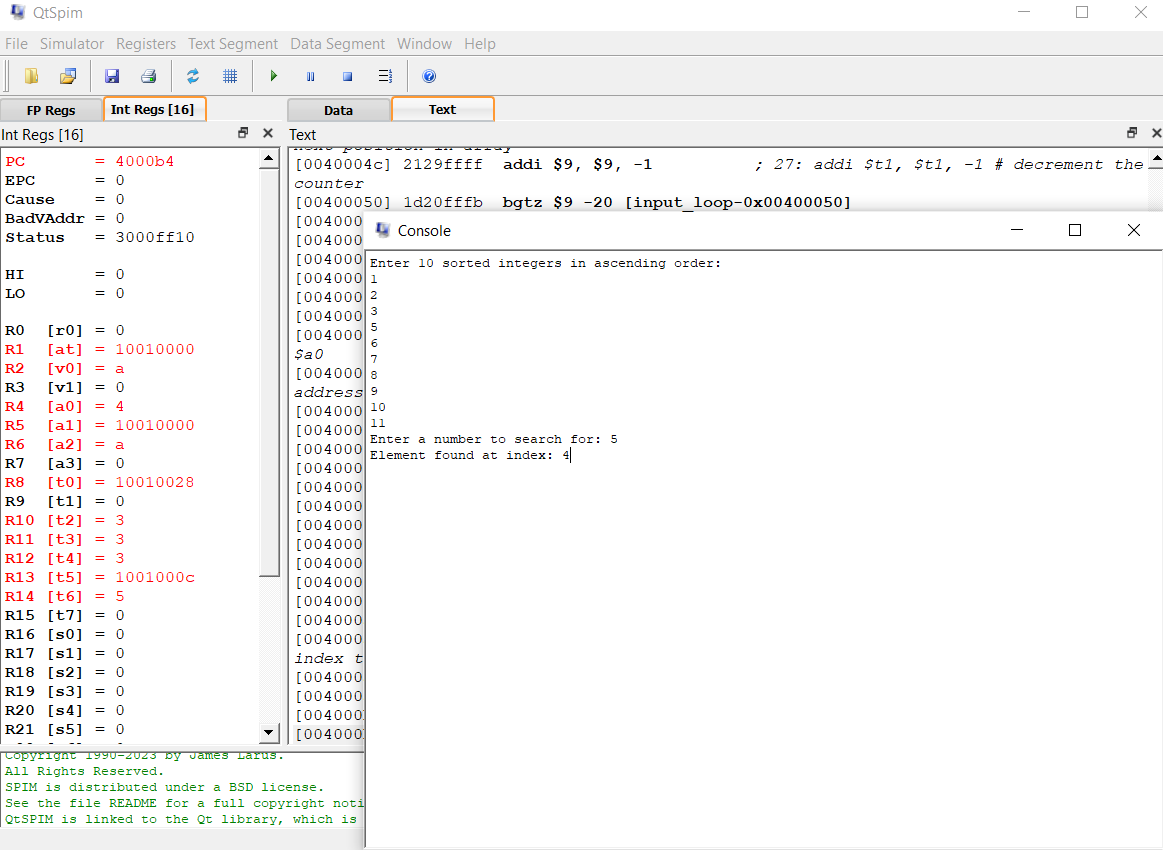 QtSpim
File Simulator Registers Text Segment Data Segment Window Help
FP Regs Int Regs [16] Data Text
Int Regs [16]
Text
PC = 4000b4
EPC = 0
Cause = 0
BadVAddr = 0
Status = 3000ff10
HI = 0
LO = 0
R0 [r0] = 0
R1 [at] = 10010000
R2 [v0] = a
R3 [v1] = 0
R4 [a0] = 4
R5 [a1] = 10010000
R6 [a2] = a
R7 [a3] = 0
R8 [t0] = 10010028
R9 [t1] = 0
R10 [t2] = 3
R11 [t3] = 3
R12 [t4] = 3
R13 [t5] = 1001000c
R14 [t6] = 5
R15 [t7] = 0
R16 [s0] = 0
R17 [s1] = 0
R18 [s2] = 0
R19 [s3] = 0
R20 [s4] = 0
R21 [s5] = 0
next position in array
[0040004c] 2129ffff addi $9, $9, -1 ; 27: addi $t1, $t1, -1 # decrement the
counter
[00400050] 1d20fffb bgtz $9 -20 [input_loop-0x00400050]
[004000
[004000
[004000
[004000
[004000
[004000
[004000
$a0
[004000
address
[004000
[004000
[004000
[004000
[004000
[004000
[004000
[004000
[004000
[004000
[004000
[004000
[004000
index t
[004000
[004000
[004000
[004000
Console
Enter 10 sorted integers in ascending order:
1
2
3
5
6
7
8
9
10
11
Enter a number to search for: 5
Element found at index: 4
Copyright 1990-2023 by James Larus.
All Rights Reserved.
SPIM is distributed under a BSD license.
See the file README for a full copyright noti
QtSPIM is linked to the Qt library, which is